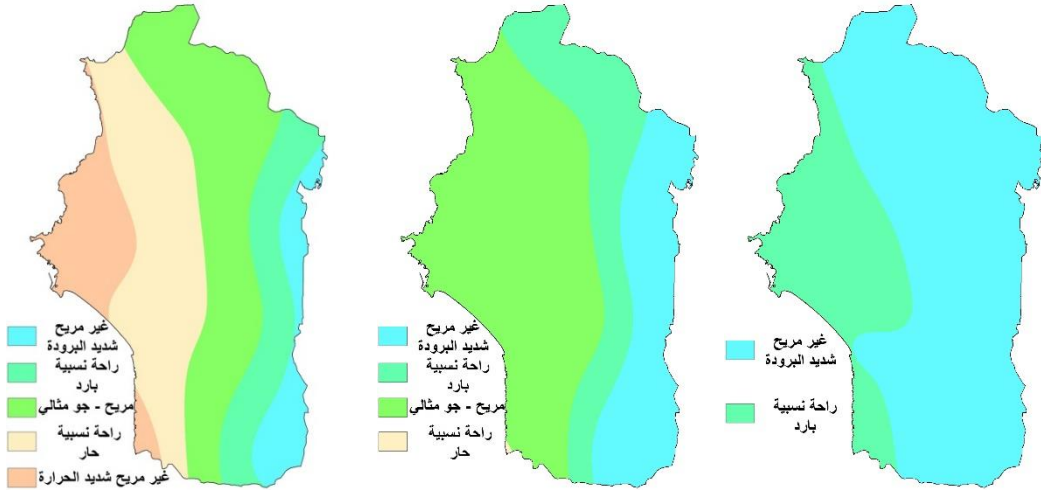 غير مريح
شديد البرودة
راحة نسبية
بارد
مريح - جو مثالي
راحة نسبية
حار
غير مريح شديد الحرارة
غير مريح
شديد البرودة
راحة نسبية
بارد
مريح - جو مثالي
راحة نسبية
حار
غير مريح
شديد البرودة
راحة نسبية
بارد